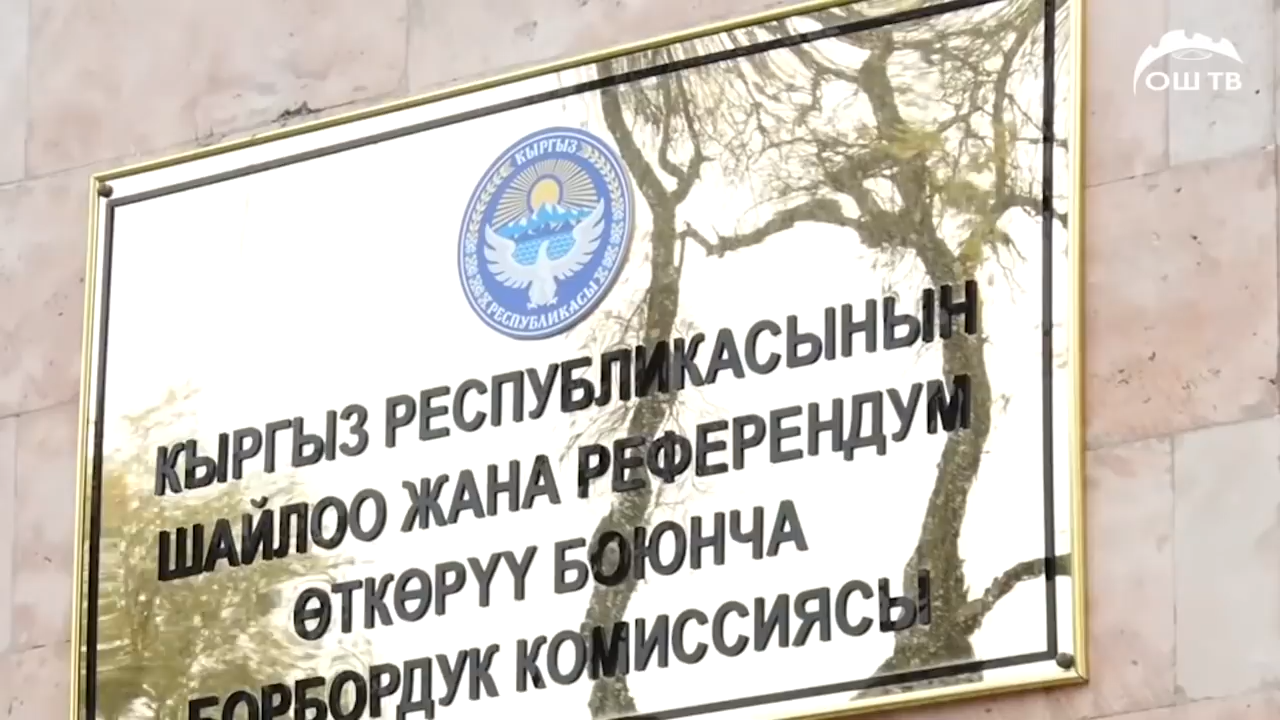 ОШ ТВ
КЫРГЫЗ
РЕСПУБЛИКАСЫ
КЫРГЫЗ РЕСПУБЛИКАСЫНЫН
ШАЙЛОО ЖАНА РЕФЕРЕНДУМ
ӨТКӨРҮҮ БОЮНЧА
БОРБОРДУК КОМИССИЯСЫ